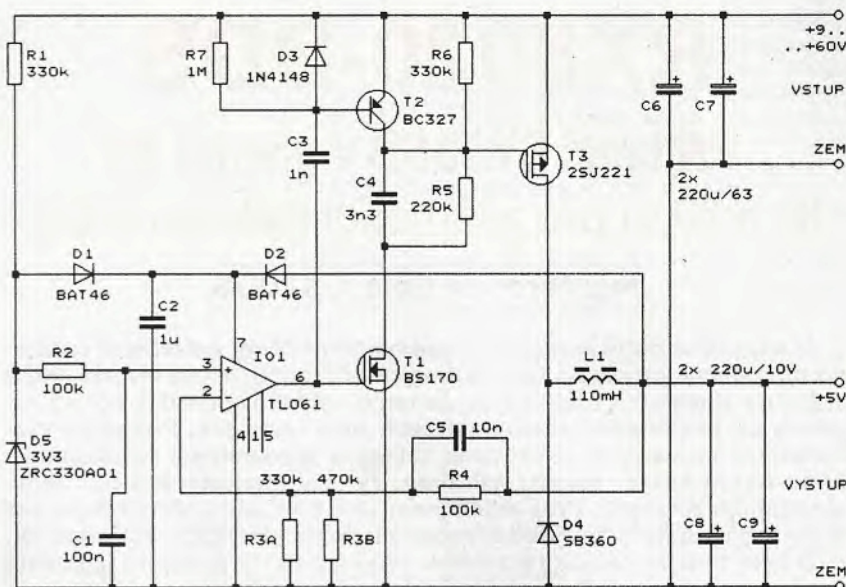 R1
330k
R7
1M
D3
1N4148
R6
330k
+9..
..+60V
T2
BC327
C6
C7
VSTUP
C3
1n
T3
2SJ221
ZEM
C4
3n3
R5
220k
2x
220u/63
D1
BAT46
D2
BAT46
C2
1u
7
IO1
T1
BS170
R2
100k
3
+
6
2
-
TL061
L1
110mH
2x 220u/10V
+5V
4 1 5
C5
10n
D5
3V3
ZRC330A01
330k
470k
R4
100k
VYSTUP
C1
100n
R3A
R3B
D4
SB360
C8
C9
ZEM